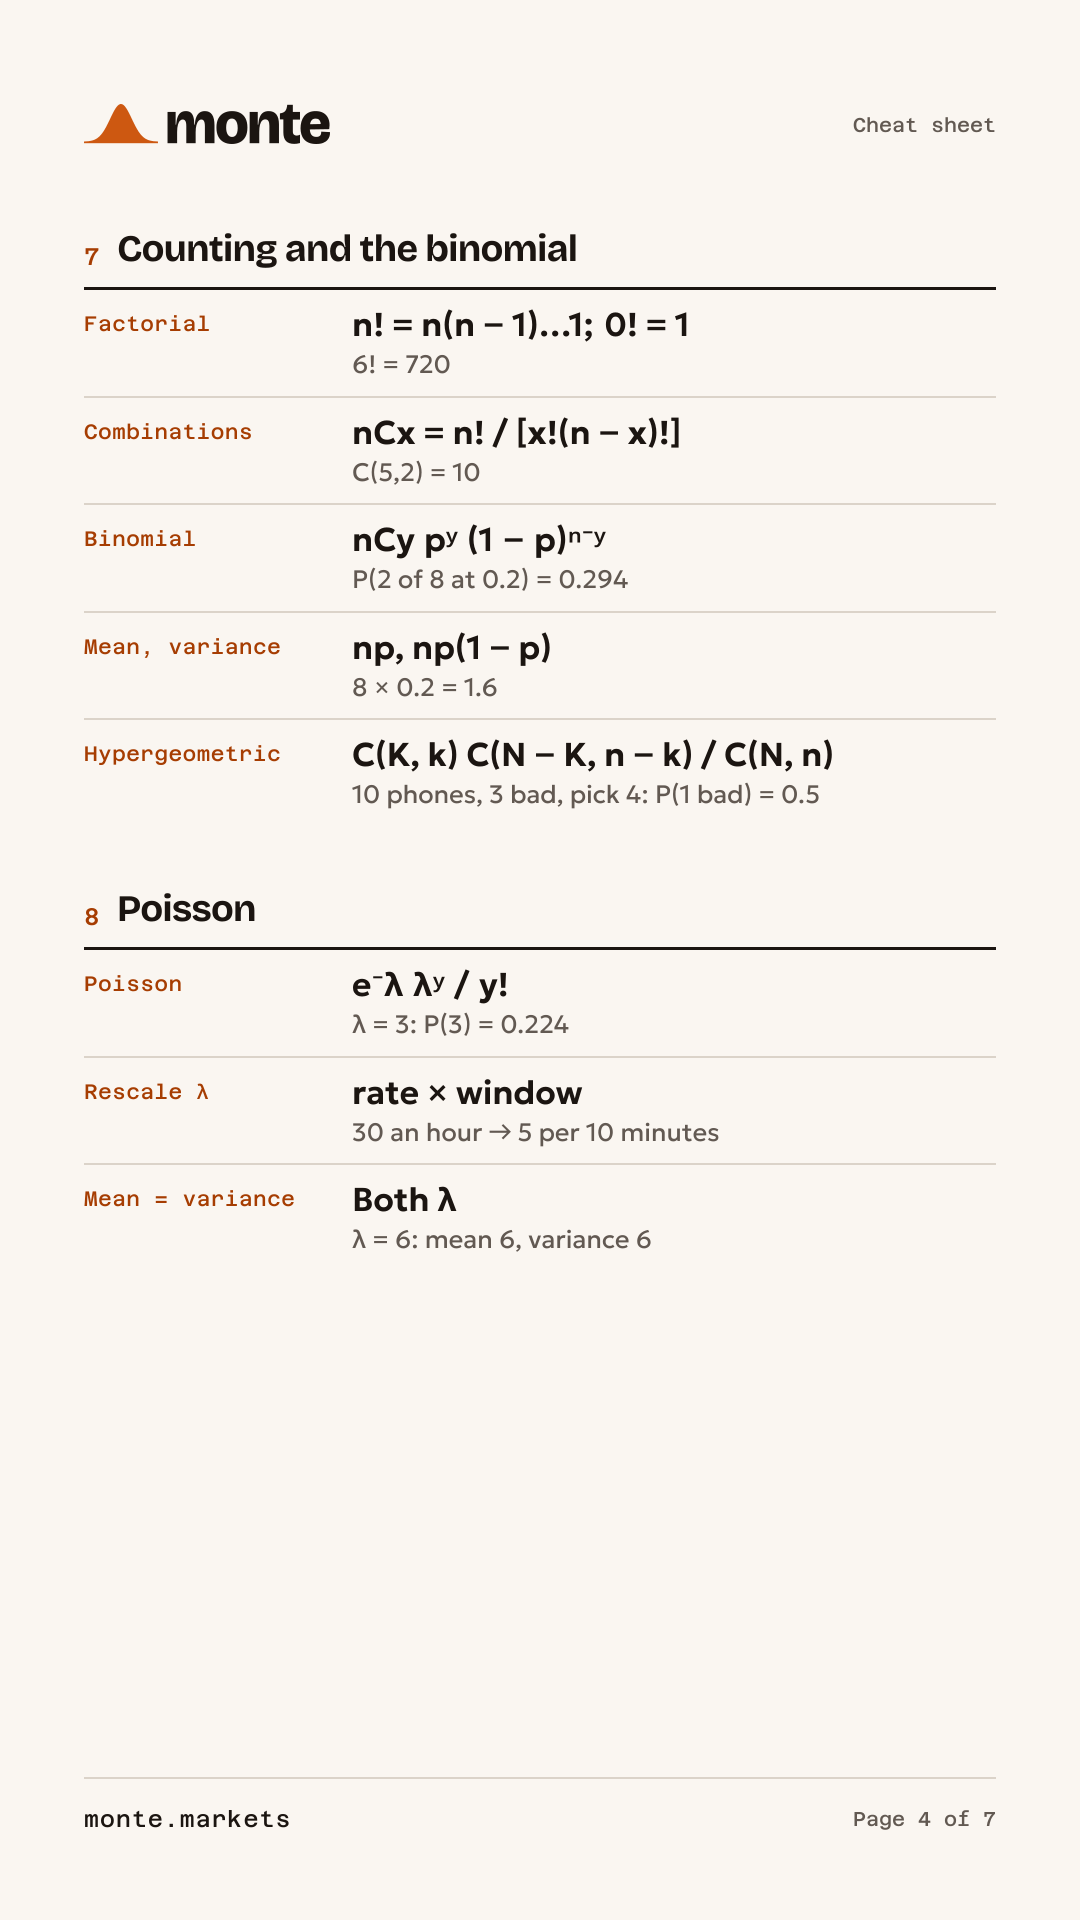 monte
Cheat sheet
7 Counting and the binomial
Factorial
n! = n(n − 1)…1; 0! = 1
6! = 720
Combinations
nCx = n! / [x!(n − x)!]
C(5,2) = 10
Binomial
nCy pʸ (1 − p)ⁿ⁻ʸ
P(2 of 8 at 0.2) = 0.294
Mean, variance
np, np(1 − p)
8 × 0.2 = 1.6
Hypergeometric
C(K, k) C(N − K, n − k) / C(N, n)
10 phones, 3 bad, pick 4: P(1 bad) = 0.5
8 Poisson
Poisson
e⁻λ λʸ / y!
λ = 3: P(3) = 0.224
Rescale λ
rate × window
30 an hour → 5 per 10 minutes
Mean = variance
Both λ
λ = 6: mean 6, variance 6
monte.markets
Page 4 of 7